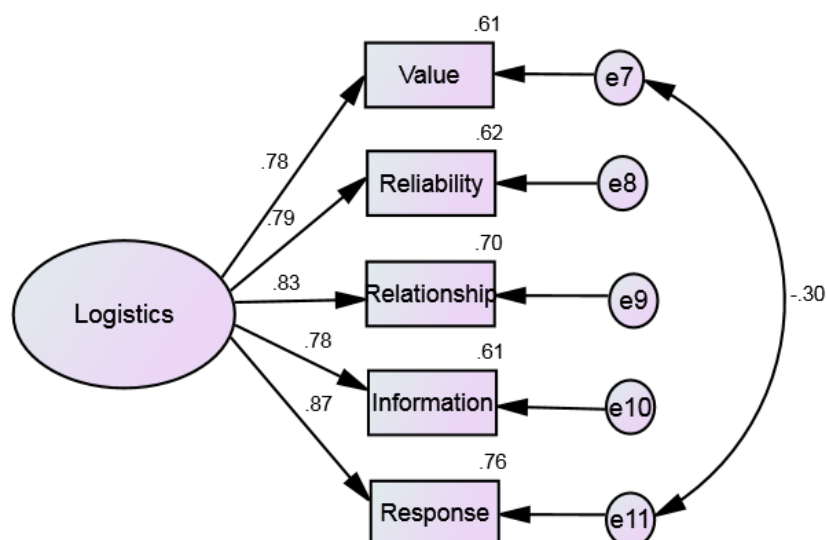 .61
Value
e7
.78
.62
Reliability
e8
.79
.70
Relationship
e9
.83
Logistics
-.30
.61
Information
e10
.78
.87
.76
Response
e11